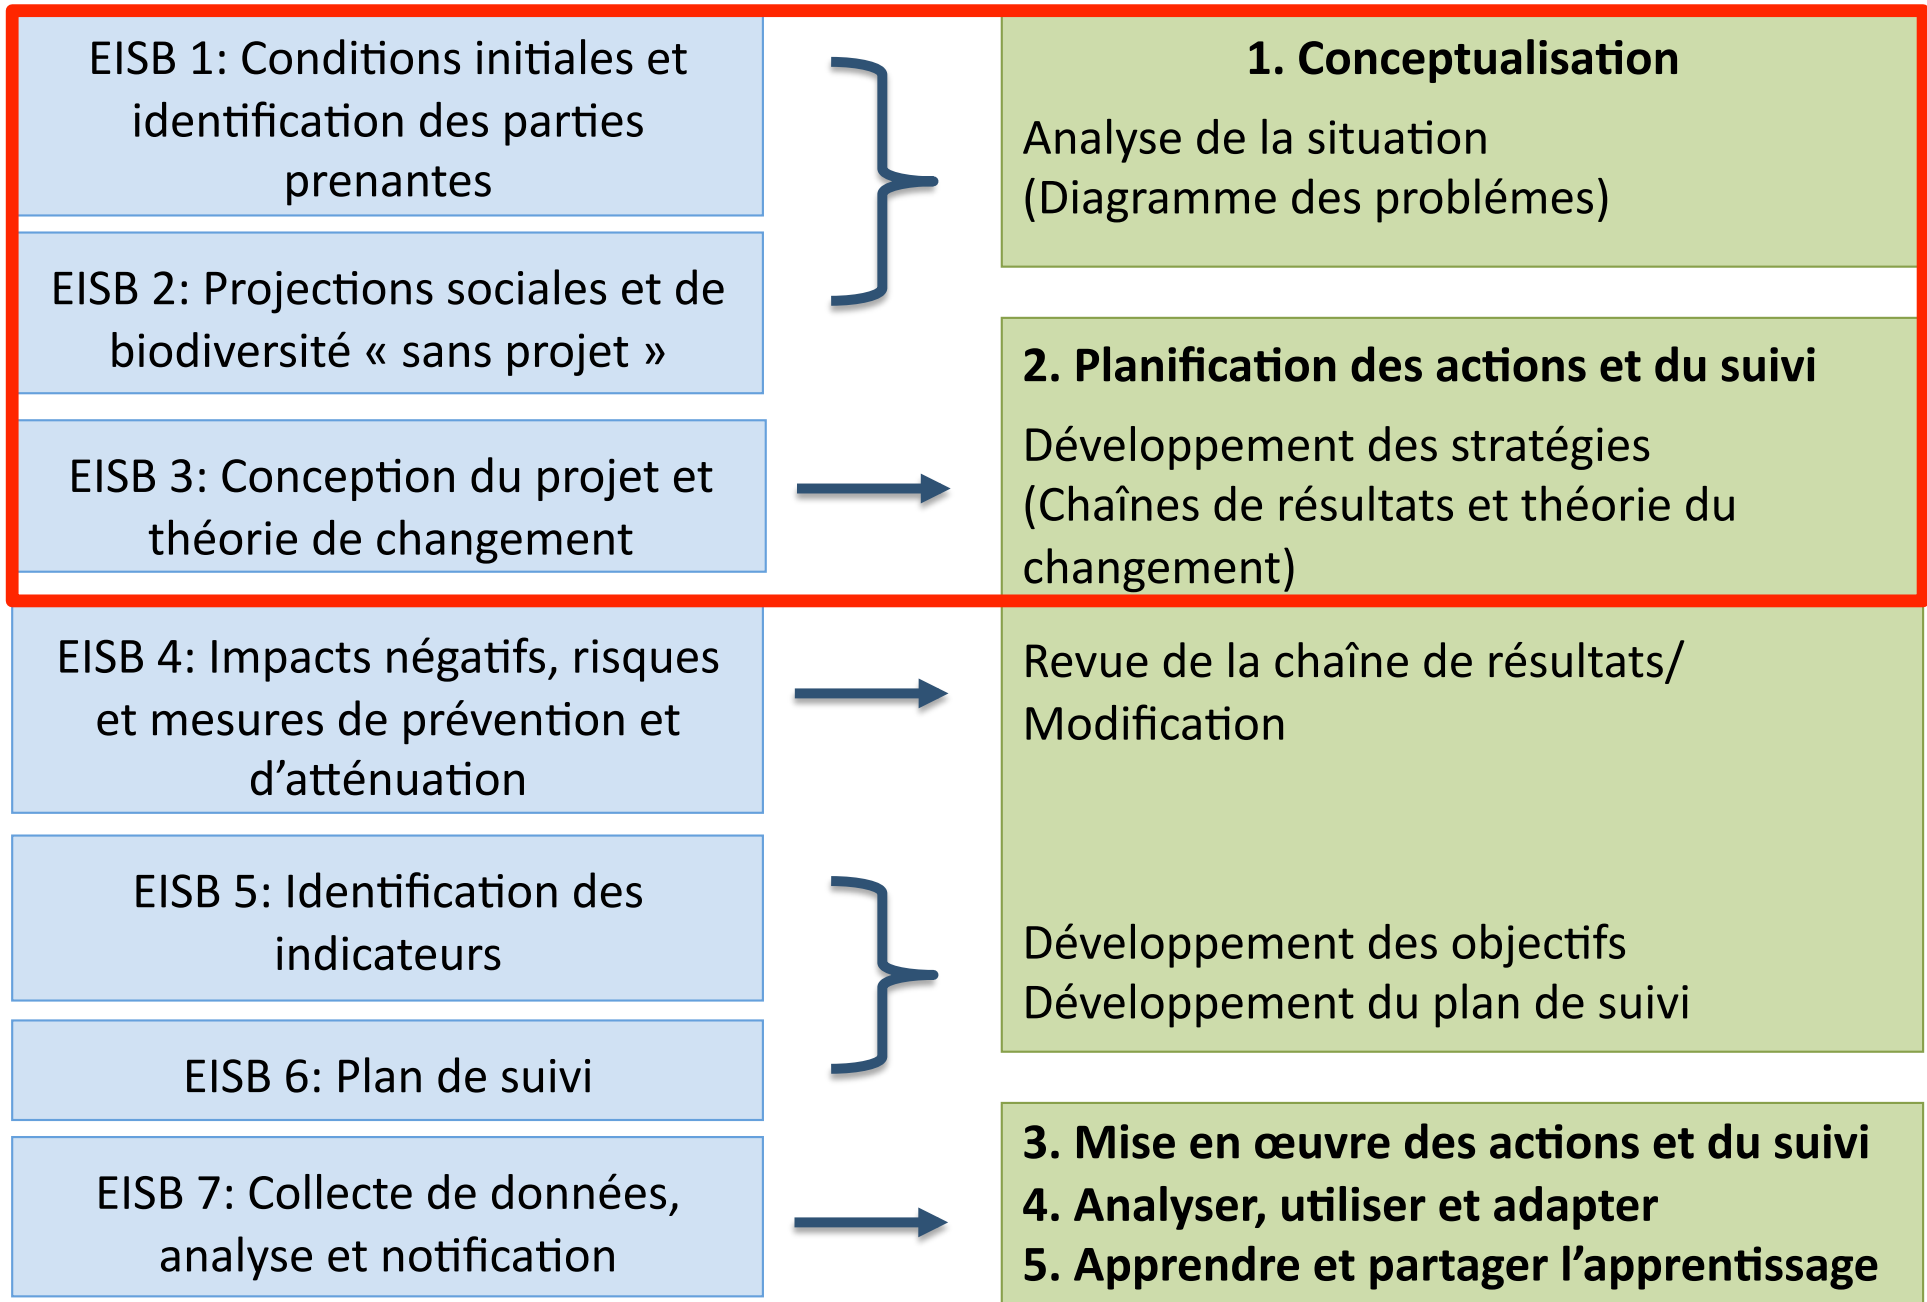 EISB 1: Conditions initiales et
identification des parties
prenantes
EISB 2: Projections sociales et de
biodiversité « sans projet »
EISB 3: Conception du projet et
théorie de changement
EISB 4: Impacts négatifs, risques
et mesures de prévention et
d’atténuation
EISB 5: Identification des
indicateurs
EISB 6: Plan de suivi
EISB 7: Collecte de données,
analyse et notification
1. Conceptualisation
Analyse de la situation
(Diagramme des problémes)
2. Planification des actions et du suivi
Développement des stratégies
(Chaînes de résultats et théorie du
changement)
Revue de la chaîne de résultats/
Modification
Développement des objectifs
Développement du plan de suivi
3. Mise en œuvre des actions et du suivi
4. Analyser, utiliser et adapter
5. Apprendre et partager l’apprentissage